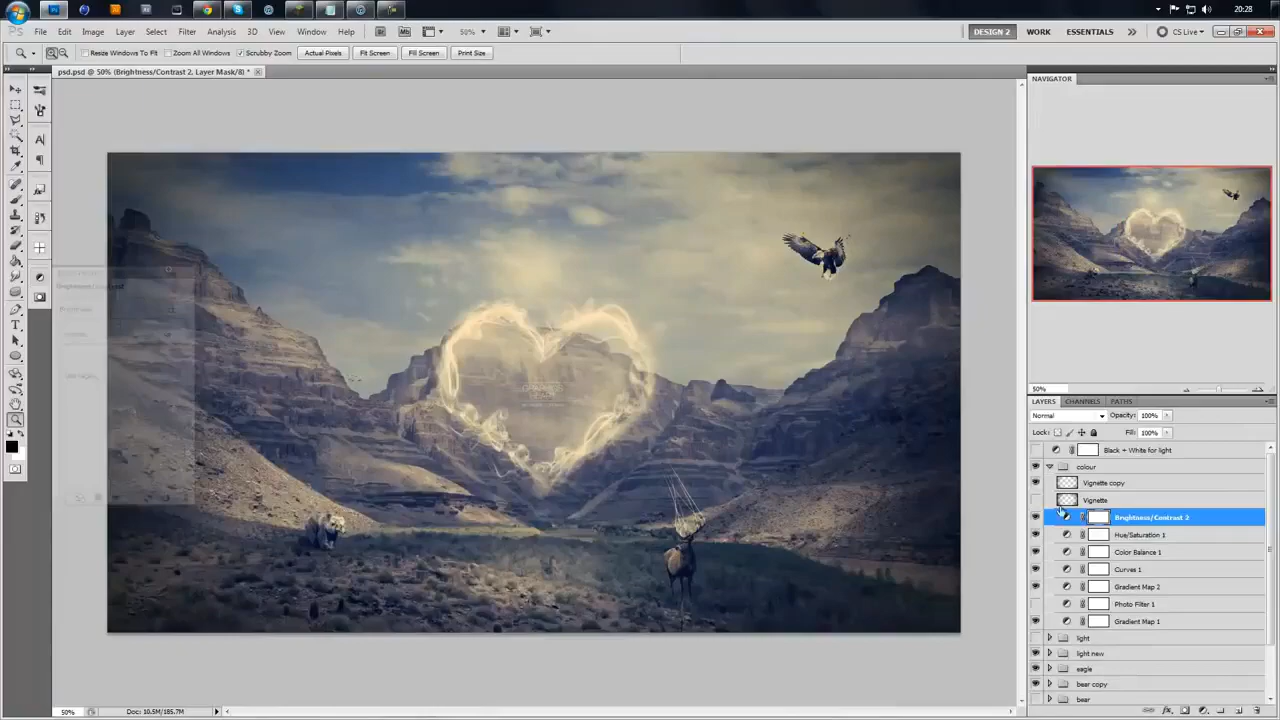 20:28
PS File Edit Image Layer Select Filter Analysis 3D View Window Help
Br Mb 50%
DESIGN 2 WORK ESSENTIALS CS Live
Resize Windows To Fit Zoom All Windows Scrubby Zoom Actual Pixels Fit Screen Fill Screen Print Size
psd.psd @ 50% (Brightness/Contrast 2, Layer Mask/8) *
NAVIGATOR
Brightness/Contrast
50%
LAYERS CHANNELS PATHS
Normal Opacity: 100%
Lock: Fill: 100%
Black + White for light
colour
Vignette copy
Vignette
Brightness/Contrast 2
Hue/Saturation 1
Color Balance 1
Curves 1
Gradient Map 2
Photo Filter 1
Gradient Map 1
light
light new
eagle
bear copy
bear
50% Doc: 10.5M/185.7M